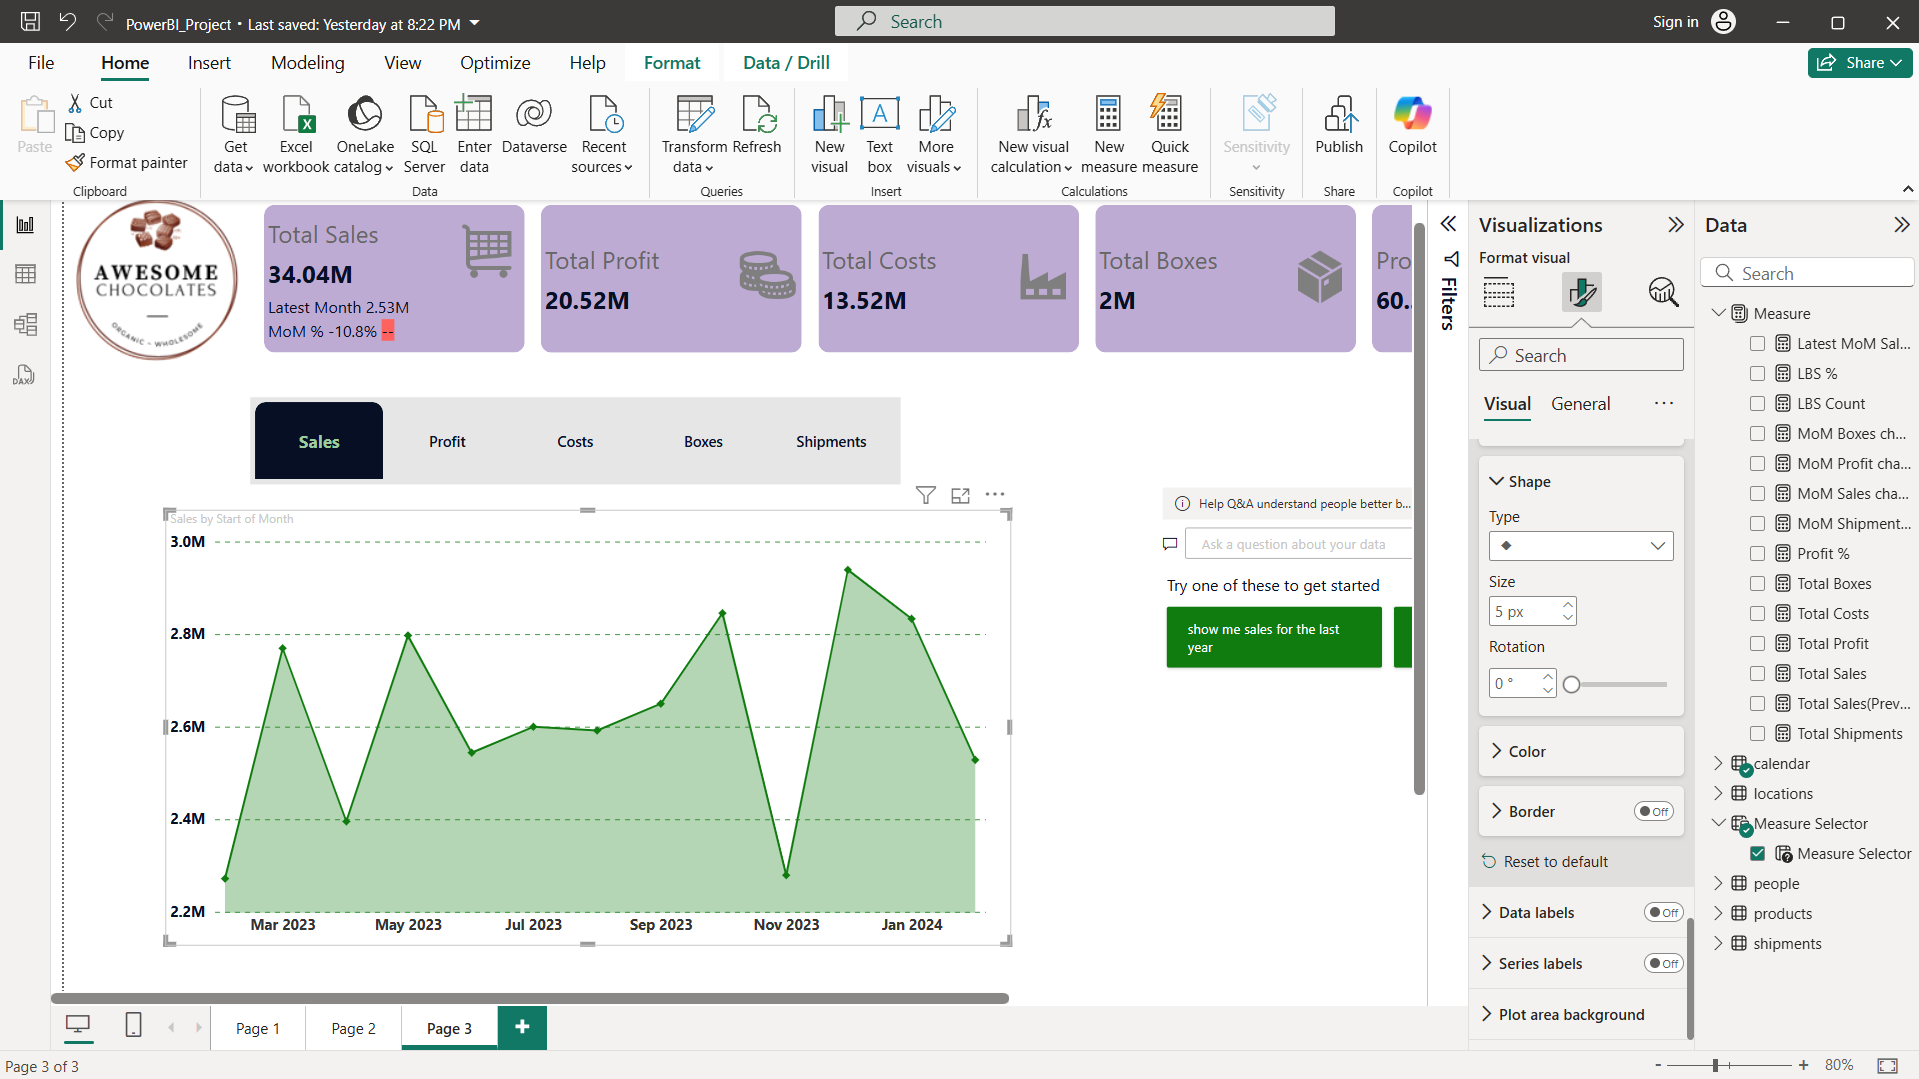 PowerBI_Project • Last saved: Yesterday at 8:22 PM
Search
Sign in
File
Home
Insert
Modeling
View
Optimize
Help
Format
Data / Drill
Share
Paste
Cut
Copy
Format painter
Clipboard
Get
data
Excel
workbook
OneLake
catalog
SQL
Server
Enter
data
Dataverse
Recent
sources
Data
Transform
data
Refresh
Queries
New
visual
Text
box
More
visuals
Insert
New visual
calculation
New
measure
Quick
measure
Calculations
Sensitivity
Sensitivity
Publish
Share
Copilot
Copilot
DAX
AWESOME
CHOCOLATES
ORGANIC - WHOLESOME
Total Sales
34.04M
Latest Month 2.53M
MoM % -10.8% --
Total Profit
20.52M
Total Costs
13.52M
Total Boxes
2M
Pro
60..
Sales
Profit
Costs
Boxes
Shipments
Sales by Start of Month
3.0M
2.8M
2.6M
2.4M
2.2M
Mar 2023
May 2023
Jul 2023
Sep 2023
Nov 2023
Jan 2024
Help Q&A understand people better b...
Ask a question about your data
Try one of these to get started
show me sales for the last
year
Filters
Visualizations
Format visual
Search
Visual
General
Shape
Type
Size
5 px
Rotation
0 °
Color
Border
Off
Reset to default
Data labels
Off
Series labels
Off
Plot area background
Data
Search
Measure
Latest MoM Sal...
LBS %
LBS Count
MoM Boxes ch...
MoM Profit cha...
MoM Sales cha...
MoM Shipment...
Profit %
Total Boxes
Total Costs
Total Profit
Total Sales
Total Sales(Prev...
Total Shipments
calendar
locations
Measure Selector
Measure Selector
people
products
shipments
Page 1
Page 2
Page 3
+
Page 3 of 3
- + 80%